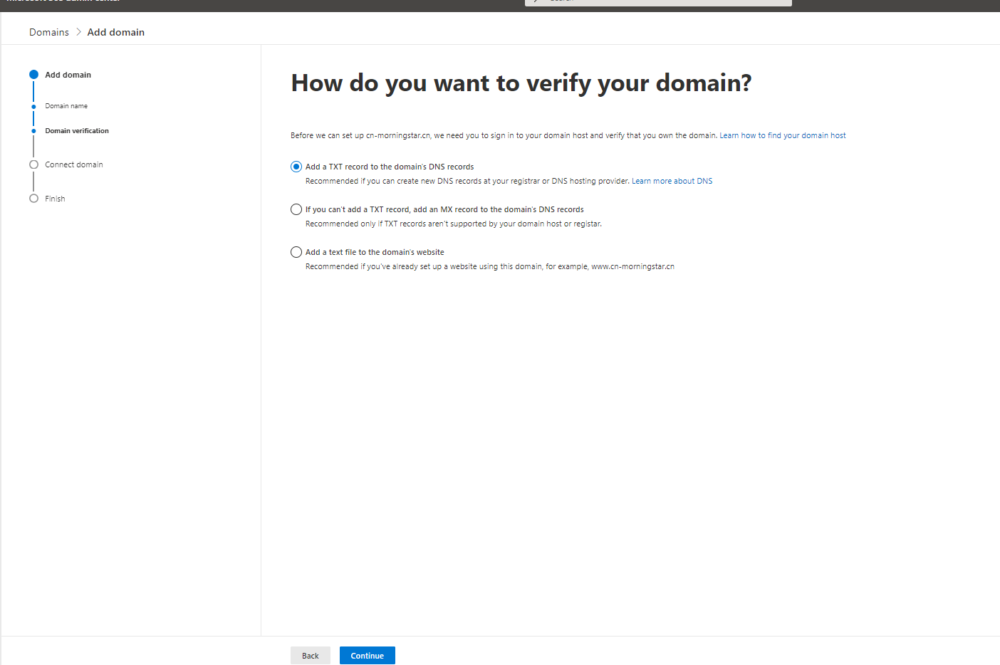 Domains > Add domain
Add domain
Domain name
Domain verification
Connect domain
Finish
How do you want to verify your domain?
Before we can set up cn-morningstar.cn, we need you to sign in to your domain host and verify that you own the domain. Learn how to find your domain host
Add a TXT record to the domain's DNS records
Recommended if you can create new DNS records at your registrar or DNS hosting provider. Learn more about DNS
If you can't add a TXT record, add an MX record to the domain's DNS records
Recommended only if TXT records aren't supported by your domain host or registar.
Add a text file to the domain's website
Recommended if you've already set up a website using this domain, for example, www.cn-morningstar.cn
Back
Continue